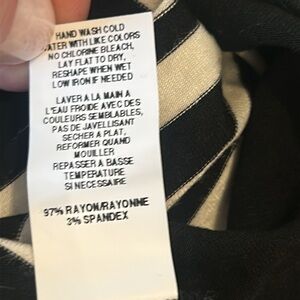 HAND WASH COLD
WATER WITH LIKE COLORS
NO CHLORINE BLEACH,
LAY FLAT TO DRY,
RESHAPE WHEN WET
LOW IRON IF NEEDED
LAVER A LA MAIN A
L'EAU FROIDE AVEC DES
COULEURS SEMBLABLES,
PAS DE JAVELLISANT
SECHER A PLAT,
REFORMER QUAND
MOUILLER
REPASSER A BASSE
TEMPERATURE
SI NECESSAIRE
97% RAYON/RAYONNE
3% SPANDEX